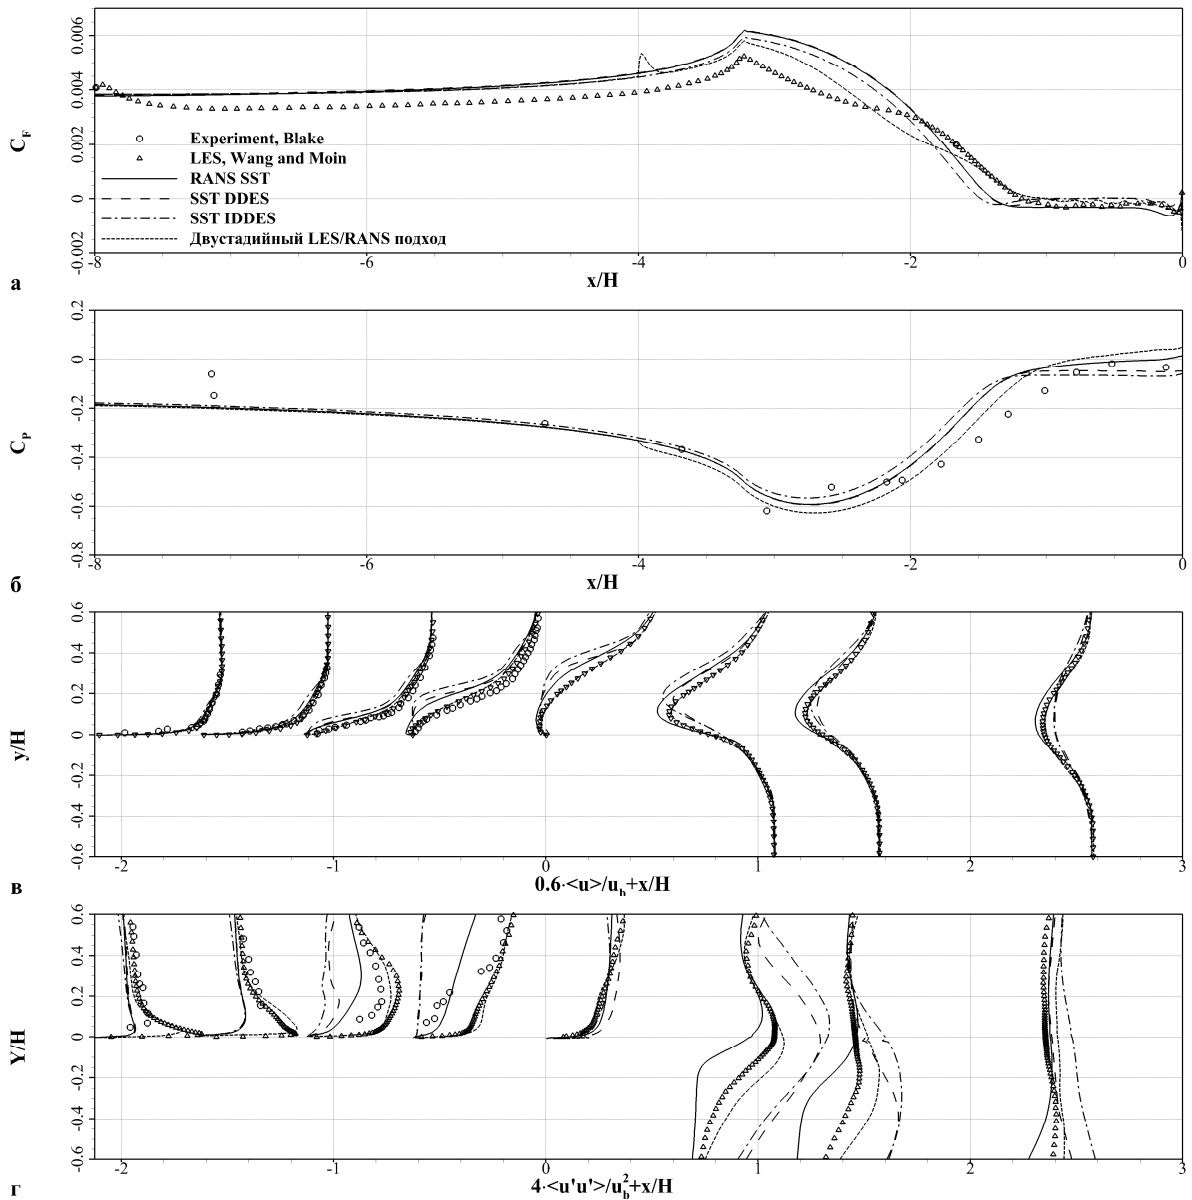 0.006
0.004
0.002
0
-0.002
C_F
Experiment, Blake
LES, Wang and Moin
RANS SST
SST DDES
SST IDDES
Двустадийный LES/RANS подход
-8 -6 -4 -2 0
x/H
а
0.2
0
-0.2
-0.4
-0.6
-0.8
C_P
-8 -6 -4 -2 0
x/H
б
0.6
0.4
0.2
0
-0.2
-0.4
-0.6
y/H
-2 -1 0 1 2 3
0.6·<u>/u_b+x/H
в
0.6
0.4
0.2
0
-0.2
-0.4
-0.6
Y/H
-2 -1 0 1 2 3
4·<u'u'>/u_b^2+x/H
г